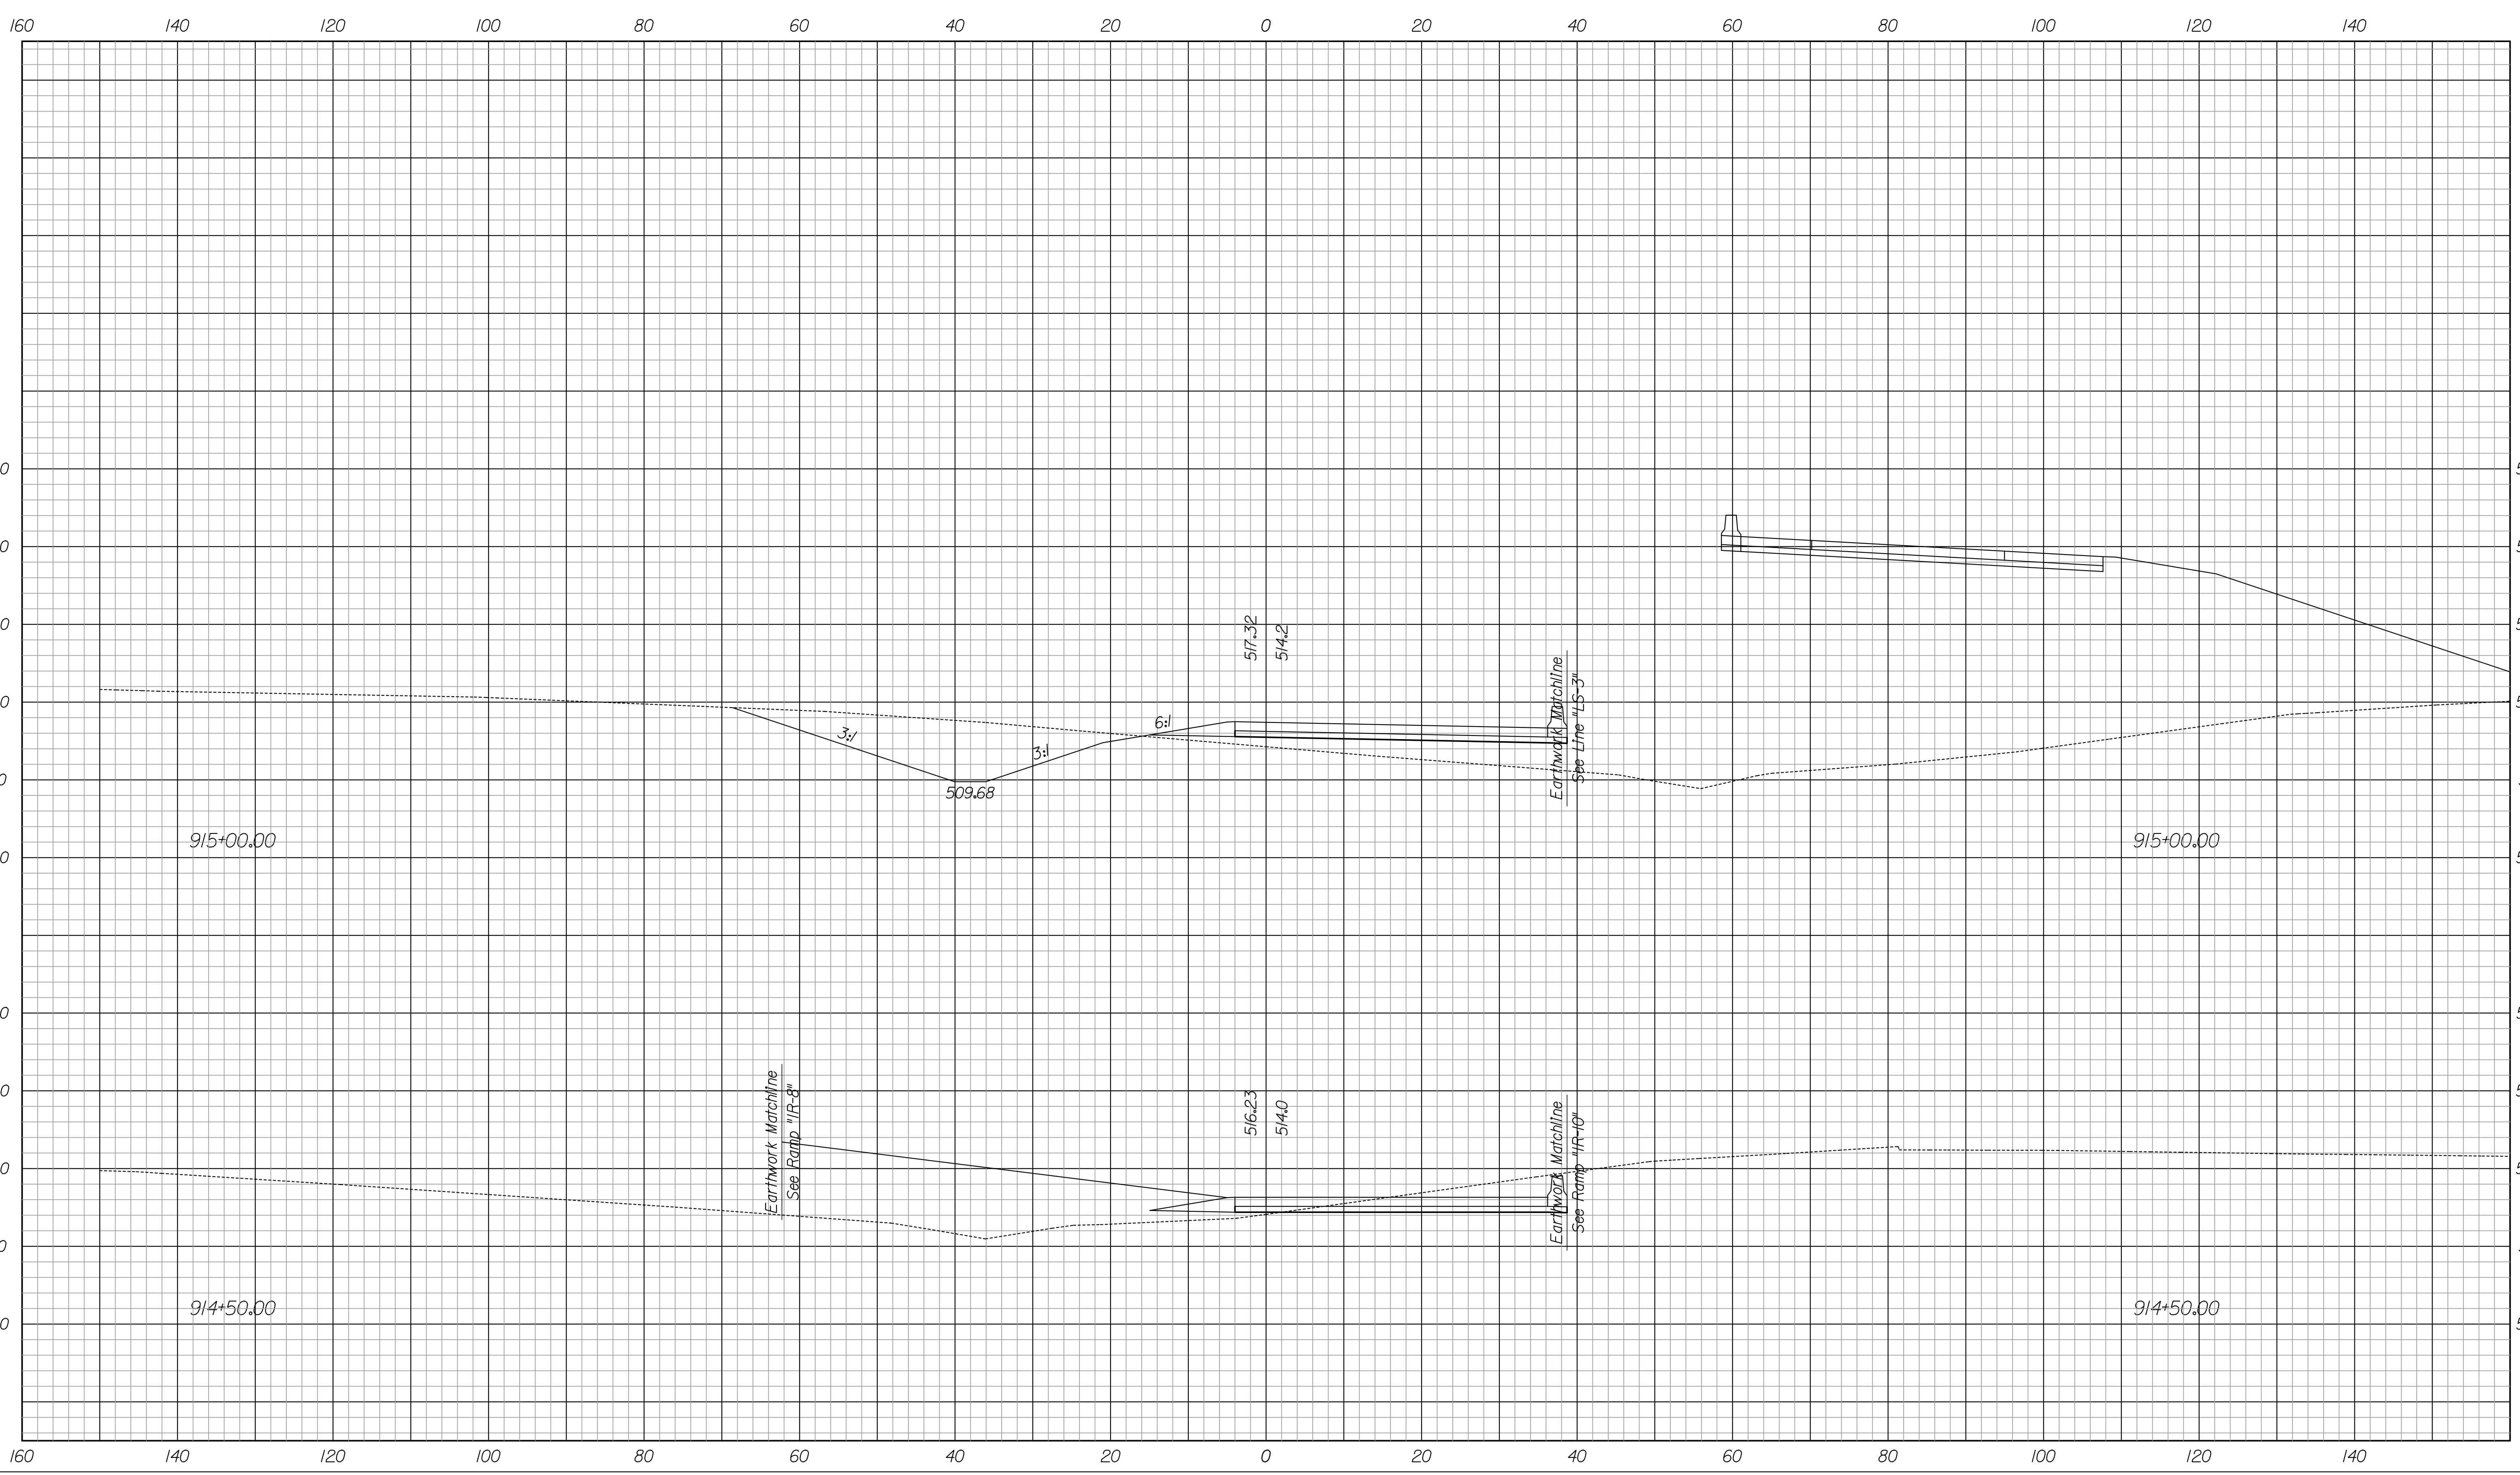 160 140 120 100 80 60 40 20 0 20 40 60 80 100 120 140
517.32
514.2
Earthwork Matchline
See Line "LS-3"
6:1
3:1
3:1
509.68
915+00.00 915+00.00
Earthwork Matchline
See Ramp "IR-8"
516.23
514.0
Earthwork Matchline
See Ramp "IR-10"
914+50.00 914+50.00
160 140 120 100 80 60 40 20 0 20 40 60 80 100 120 140